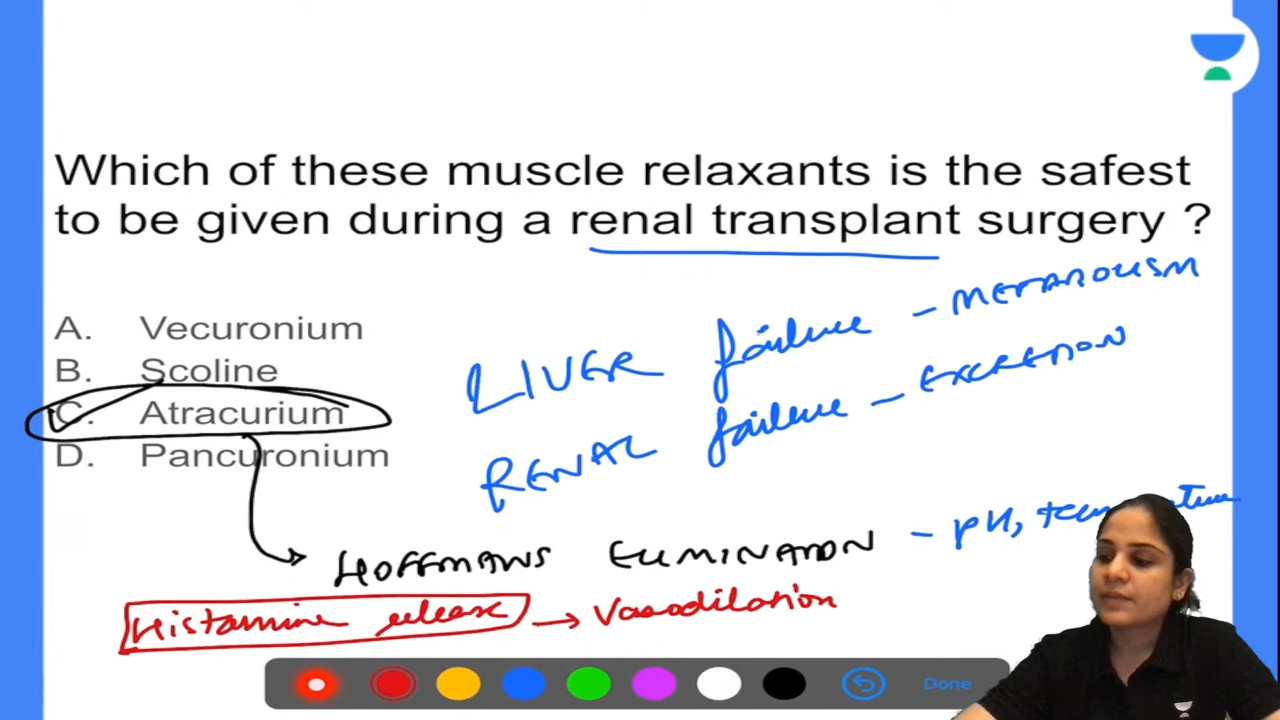 Which of these muscle relaxants is the safest
to be given during a renal transplant surgery ?
A. Vecuronium
B. Scoline
C. Atracurium
D. Pancuronium
LIVER failure - METABOLISM
RENAL failure - EXCRETION
HOFFMANS ELIMINATION - PH,
Histamine release → Vasodilation
Done